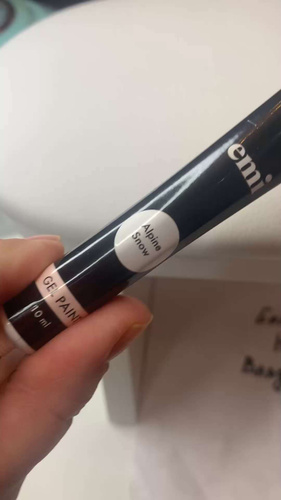 emi
Alpine
Snow
GEL PAINT
10 ml